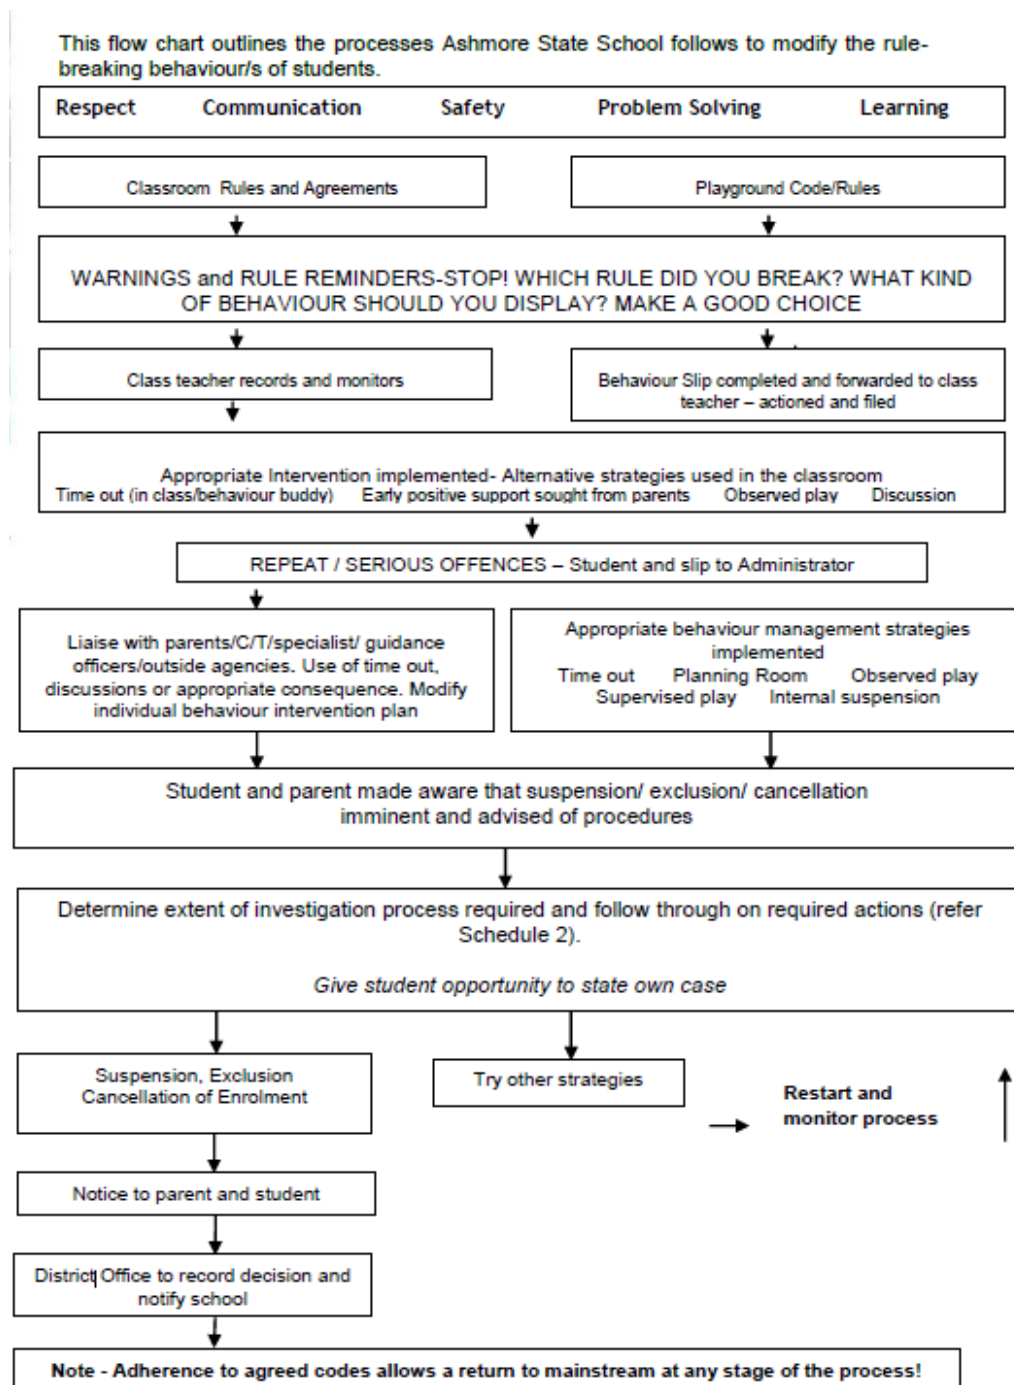 This flow chart outlines the processes Ashmore State School follows to modify the rule-
breaking behaviour/s of students.
Respect Communication Safety Problem Solving Learning
Classroom Rules and Agreements
Playground Code/Rules
WARNINGS and RULE REMINDERS-STOP! WHICH RULE DID YOU BREAK? WHAT KIND
OF BEHAVIOUR SHOULD YOU DISPLAY? MAKE A GOOD CHOICE
Class teacher records and monitors
Behaviour Slip completed and forwarded to class
teacher – actioned and filed
Appropriate Intervention implemented- Alternative strategies used in the classroom
Time out (in class/behaviour buddy) Early positive support sought from parents Observed play Discussion
REPEAT / SERIOUS OFFENCES – Student and slip to Administrator
Liaise with parents/C/T/specialist/ guidance
officers/outside agencies. Use of time out,
discussions or appropriate consequence. Modify
individual behaviour intervention plan
Appropriate behaviour management strategies
implemented
Time out Planning Room Observed play
Supervised play Internal suspension
Student and parent made aware that suspension/ exclusion/ cancellation
imminent and advised of procedures
Determine extent of investigation process required and follow through on required actions (refer
Schedule 2).
Give student opportunity to state own case
Suspension, Exclusion
Cancellation of Enrolment
Try other strategies
Restart and
monitor process
Notice to parent and student
District Office to record decision and
notify school
Note - Adherence to agreed codes allows a return to mainstream at any stage of the process!